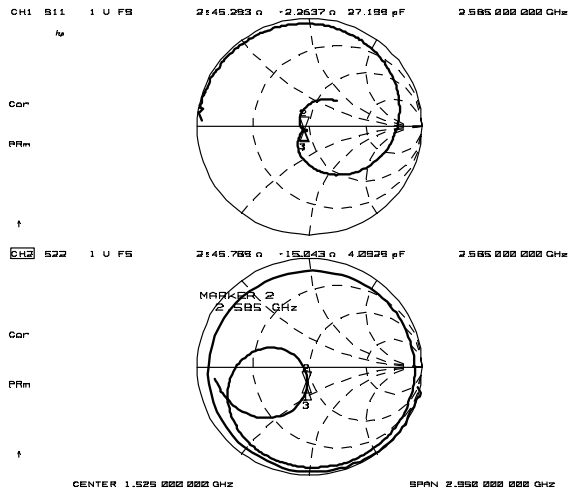 CH1 S11 1 U FS 2:45.293 Ω -2.2637 Ω 27.199 pF 2.585 000 000 GHz
Cor
PRm
2
3
↑
CH2 S22 1 U FS 2:45.789 Ω -15.043 Ω 4.0929 pF 2.585 000 000 GHz
MARKER 2
2.585 GHz
Cor
2
PRm
3
↑
CENTER 1.525 000 000 GHz SPAN 2.950 000 000 GHz